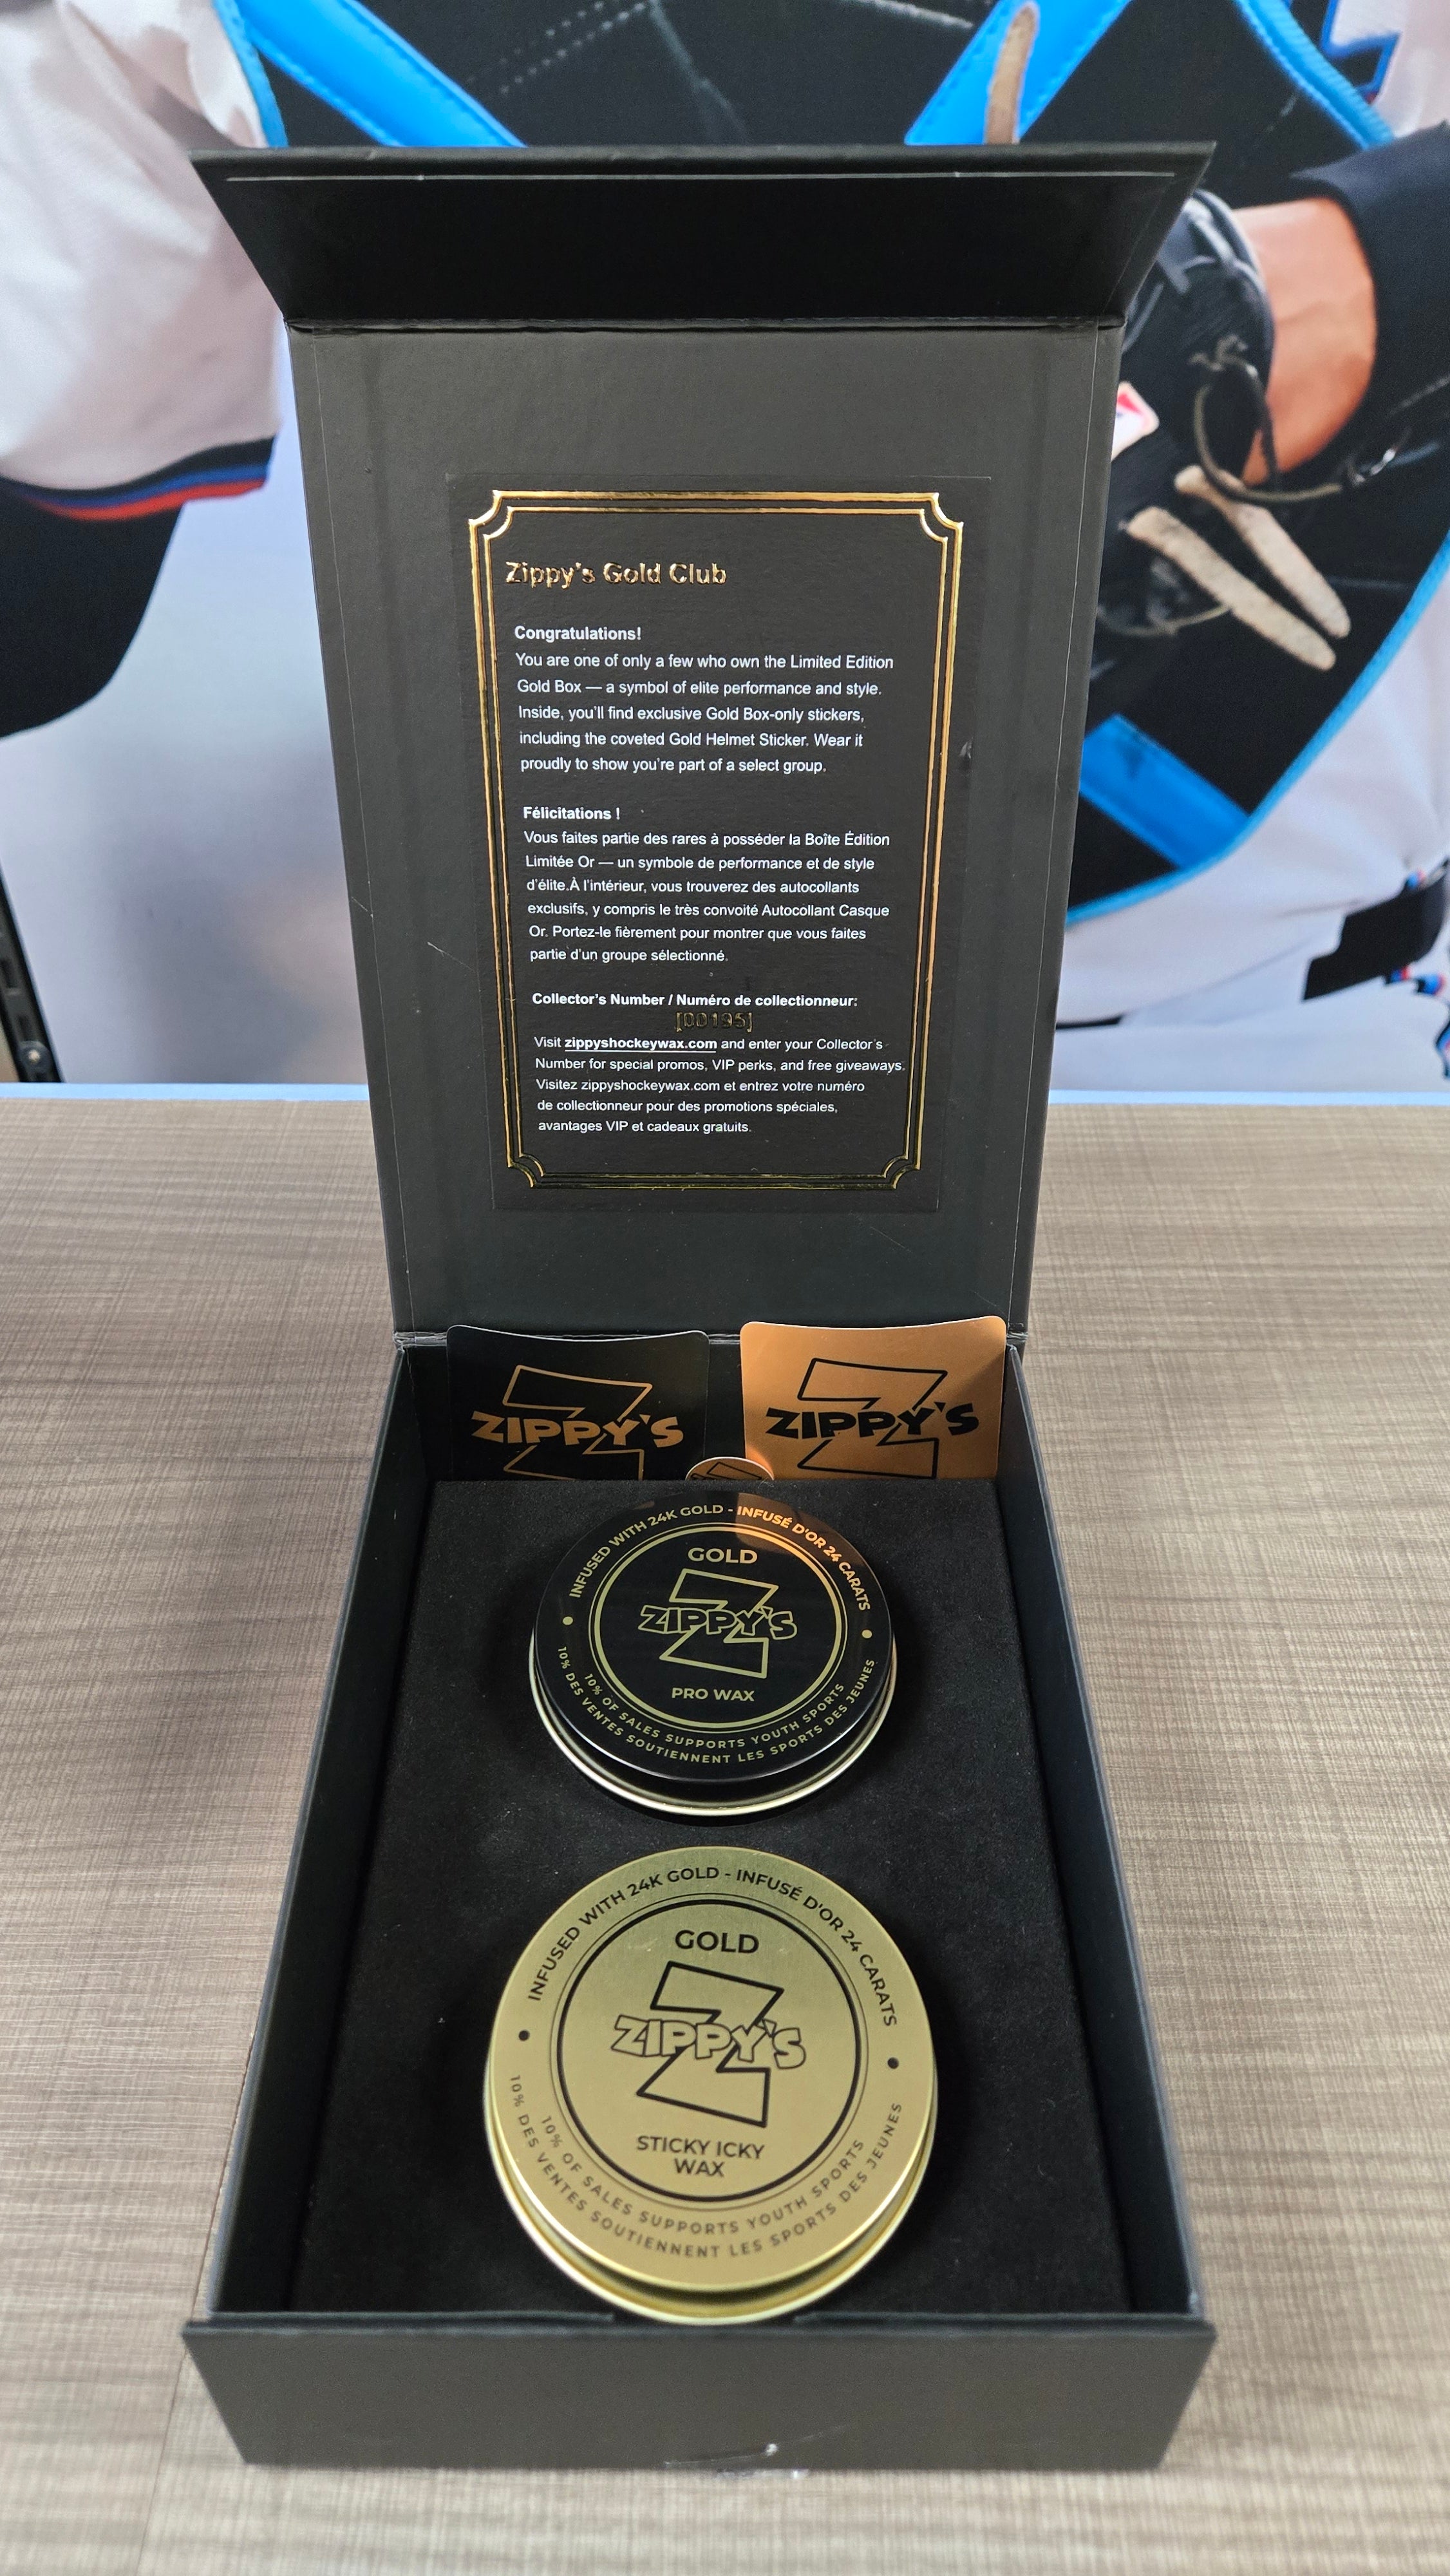 Zippy's Gold Club
Congratulations!
You are one of only a few who own the Limited Edition
Gold Box — a symbol of elite performance and style.
Inside, you'll find exclusive Gold Box-only stickers,
including the coveted Gold Helmet Sticker. Wear it
proudly to show you're part of a select group.
Félicitations !
Vous faites partie des rares à posséder la Boîte Édition
Limitée Or — un symbole de performance et de style
d'élite.À l'intérieur, vous trouverez des autocollants
exclusifs, y compris le très convoité Autocollant Casque
Or. Portez-le fièrement pour montrer que vous faites
partie d'un groupe sélectionné.
Collector's Number / Numéro de collectionneur:
[00195]
Visit zippyshockeywax.com and enter your Collector's
Number for special promos, VIP perks, and free giveaways.
Visitez zippyshockeywax.com et entrez votre numéro
de collectionneur pour des promotions spéciales,
avantages VIP et cadeaux gratuits.
Z
ZIPPY'S
Z
ZIPPY'S
INFUSED WITH 24K GOLD - INFUSÉ D'OR 24 CARATS
GOLD
Z
ZIPPY'S
PRO WAX
10% OF SALES SUPPORTS YOUTH SPORTS
10% DES VENTES SOUTIENNENT LES SPORTS DES JEUNES
INFUSED WITH 24K GOLD - INFUSÉ D'OR 24 CARATS
GOLD
Z
ZIPPY'S
STICKY ICKY
WAX
10% OF SALES SUPPORTS YOUTH SPORTS
10% DES VENTES SOUTIENNENT LES SPORTS DES JEUNES